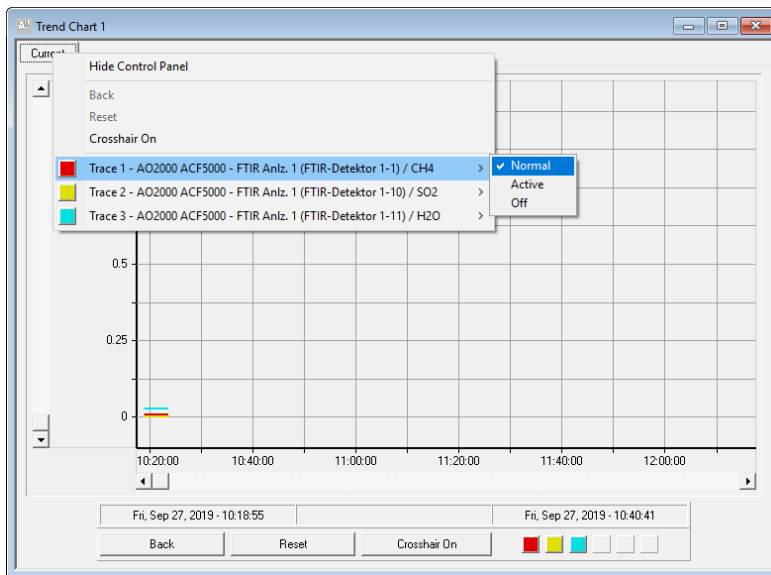 Trend Chart 1
Current
Hide Control Panel
Back
Reset
Crosshair On
Trace 1 - AO2000 ACF5000 - FTIR Anlz. 1 (FTIR-Detektor 1-1) / CH4
Normal
Active
Off
Trace 2 - AO2000 ACF5000 - FTIR Anlz. 1 (FTIR-Detektor 1-10) / SO2
Trace 3 - AO2000 ACF5000 - FTIR Anlz. 1 (FTIR-Detektor 1-11) / H2O
0.5
0.25
0
10:20:00 10:40:00 11:00:00 11:20:00 11:40:00 12:00:00
Fri, Sep 27, 2019 - 10:18:55 Fri, Sep 27, 2019 - 10:40:41
Back Reset Crosshair On